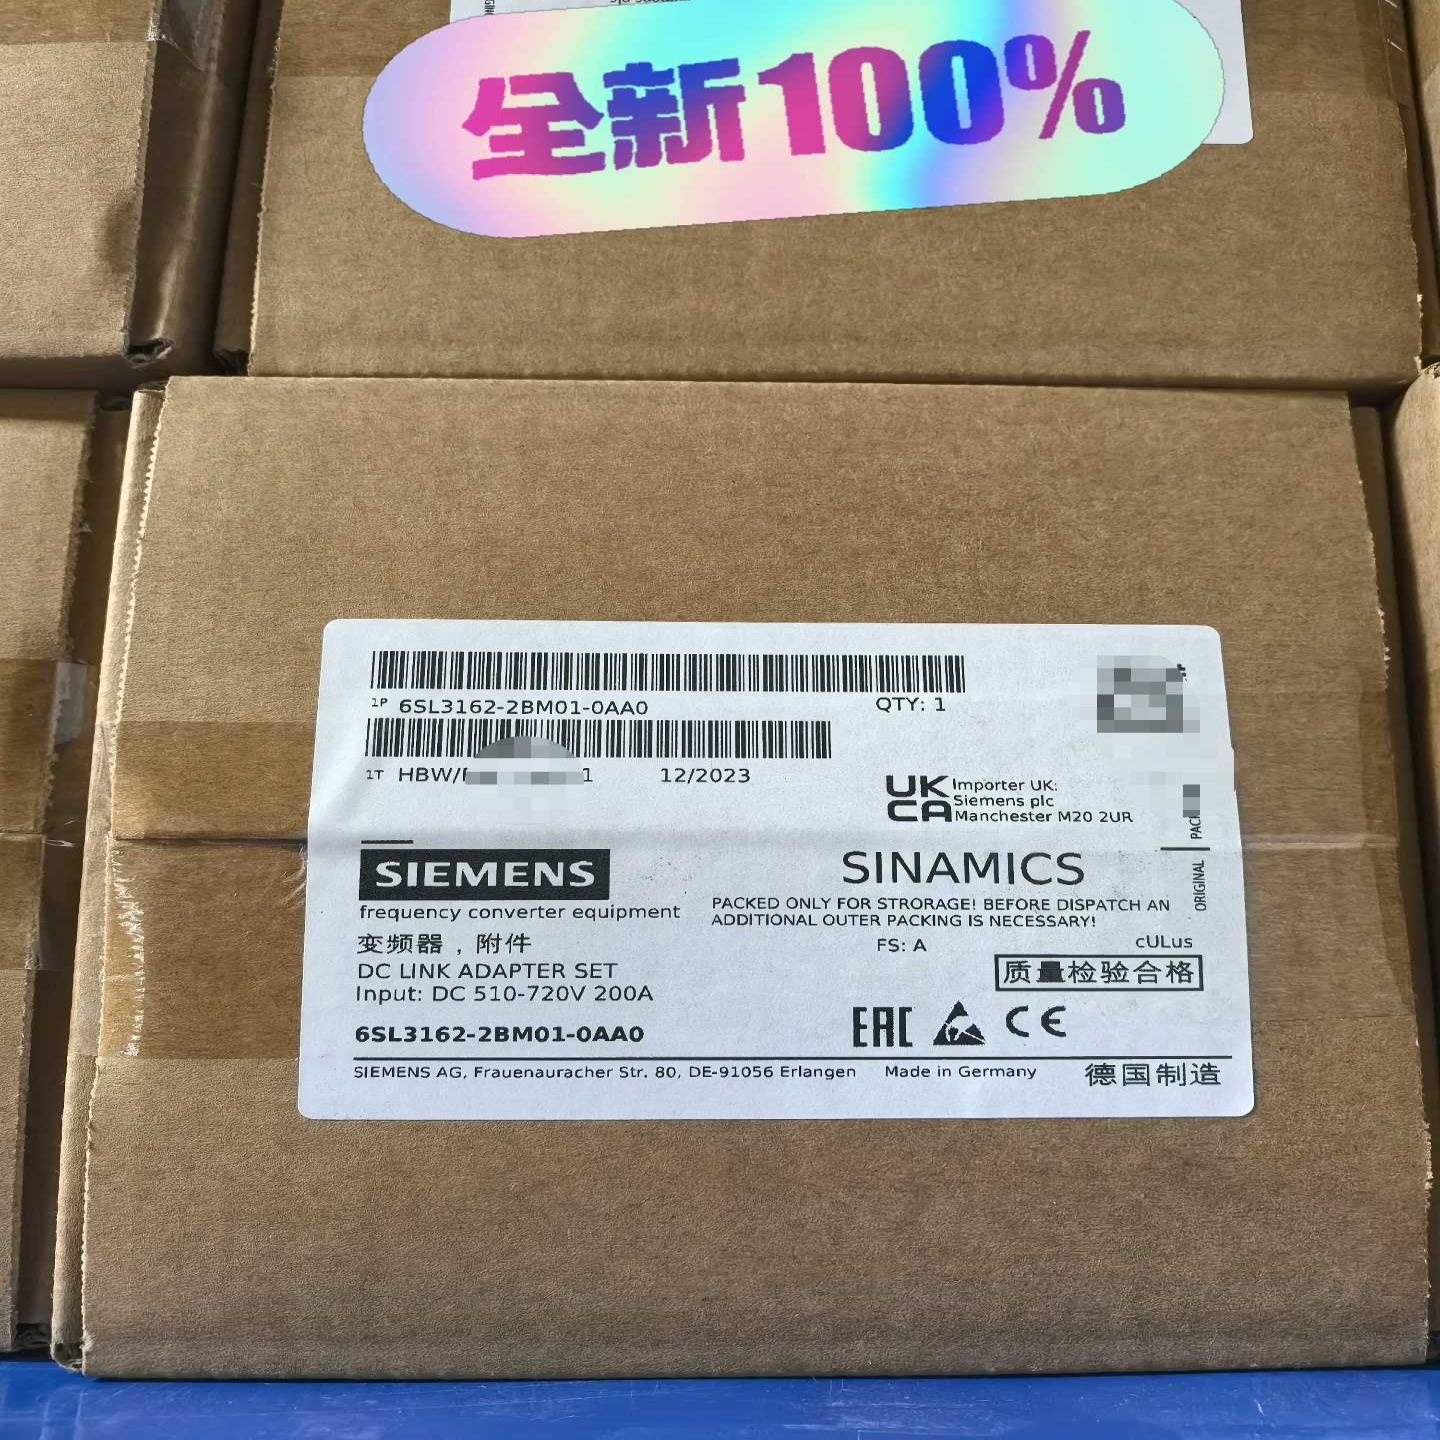 全新100%
1P 6SL3162-2BM01-0AA0
QTY: 1
1T HBW/
12/2023
UK
CA
Importer UK:
Siemens plc
Manchester M20 2UR
ORIGINAL
SIEMENS
SINAMICS
frequency converter equipment
PACKED ONLY FOR STRORAGE! BEFORE DISPATCH AN
ADDITIONAL OUTER PACKING IS NECESSARY!
变频器，附件
FS: A
cULus
DC LINK ADAPTER SET
质量检验合格
Input: DC 510-720V 200A
6SL3162-2BM01-0AA0
EAC
CE
SIEMENS AG, Frauenauracher Str. 80, DE-91056 Erlangen
Made in Germany
德国制造